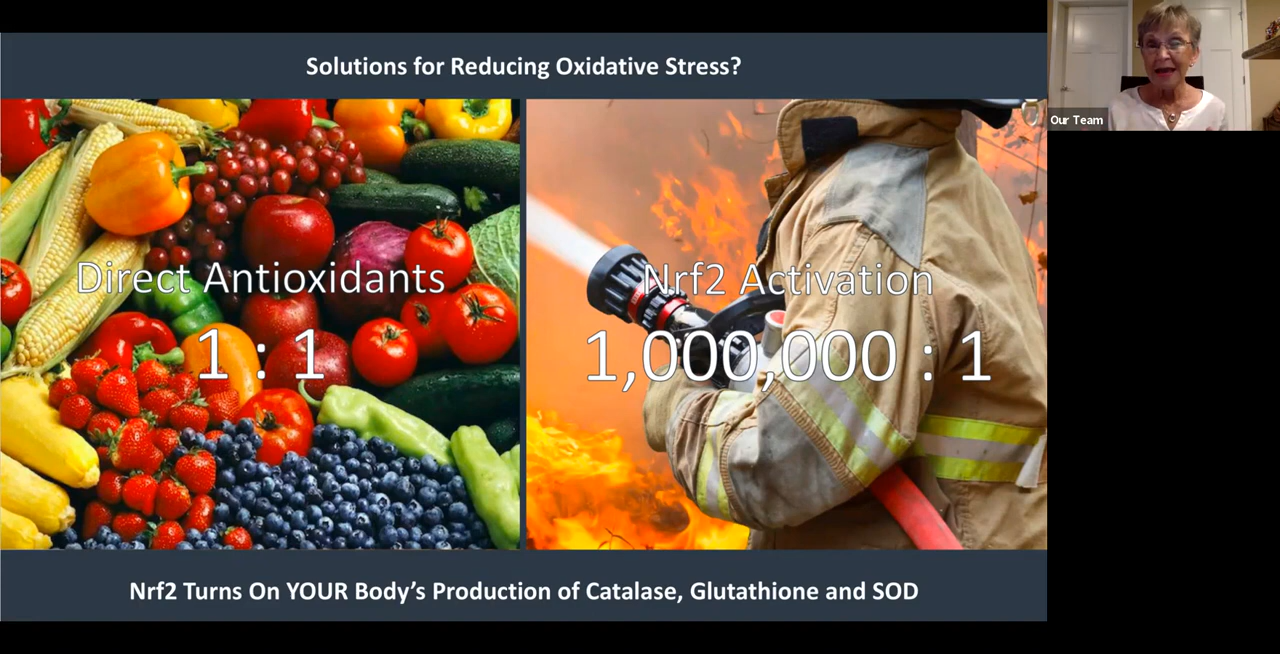 Solutions for Reducing Oxidative Stress?
Direct Antioxidants
1 : 1
Nrf2 Activation
1,000,000 : 1
Nrf2 Turns On YOUR Body’s Production of Catalase, Glutathione and SOD
Our Team